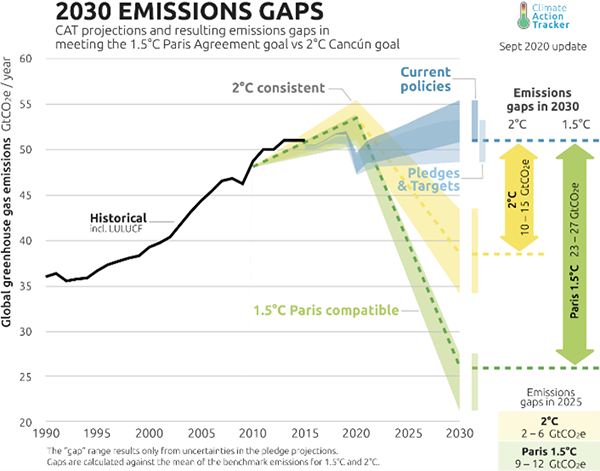 2030 EMISSIONS GAPS
CAT projections and resulting emissions gaps in
meeting the 1.5°C Paris Agreement goal vs 2°C Cancún goal
Climate
Action
Tracker
Sept 2020 update
Global greenhouse gas emissions GtCO₂e / year
60
55
50
45
40
35
30
25
20
1990
1995
2000
2005
2010
2015
2020
2025
2030
Historical
incl. LULUCF
2°C consistent
Current
policies
Pledges
& Targets
1.5°C Paris compatible
Emissions
gaps in 2030
2°C
1.5°C
2°C
10 – 15 GtCO₂e
Paris 1.5°C
23 – 27 GtCO₂e
Emissions
gaps in 2025
2°C
2 – 6 GtCO₂e
Paris 1.5°C
9 – 12 GtCO₂e
The "gap" range results only from uncertainties in the pledge projections.
Gaps are calculated against the mean of the benchmark emissions for 1.5°C and 2°C.